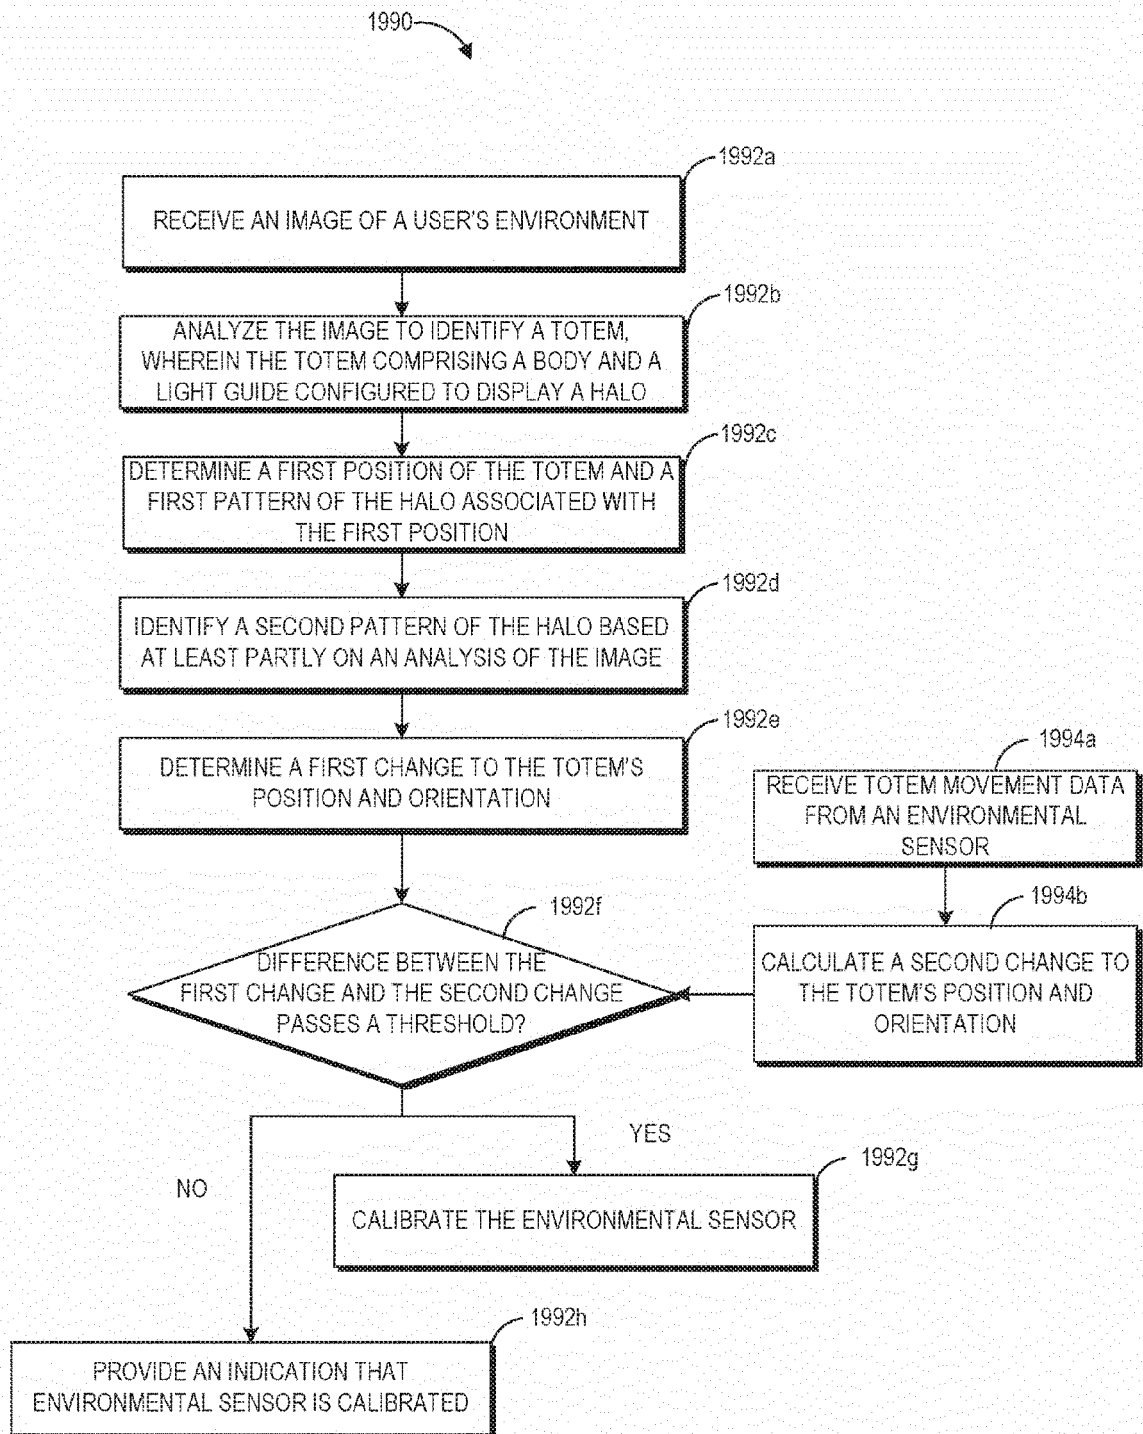 1990
1992a
RECEIVE AN IMAGE OF A USER'S ENVIRONMENT
1992b
ANALYZE THE IMAGE TO IDENTIFY A TOTEM,
WHEREIN THE TOTEM COMPRISING A BODY AND A
LIGHT GUIDE CONFIGURED TO DISPLAY A HALO
1992c
DETERMINE A FIRST POSITION OF THE TOTEM AND A
FIRST PATTERN OF THE HALO ASSOCIATED WITH
THE FIRST POSITION
1992d
IDENTIFY A SECOND PATTERN OF THE HALO BASED
AT LEAST PARTLY ON AN ANALYSIS OF THE IMAGE
1992e
DETERMINE A FIRST CHANGE TO THE TOTEM'S
POSITION AND ORIENTATION
1994a
RECEIVE TOTEM MOVEMENT DATA
FROM AN ENVIRONMENTAL
SENSOR
1994b
CALCULATE A SECOND CHANGE TO
THE TOTEM'S POSITION AND
ORIENTATION
1992f
DIFFERENCE BETWEEN THE
FIRST CHANGE AND THE SECOND CHANGE
PASSES A THRESHOLD?
YES
1992g
CALIBRATE THE ENVIRONMENTAL SENSOR
NO
1992h
PROVIDE AN INDICATION THAT
ENVIRONMENTAL SENSOR IS CALIBRATED